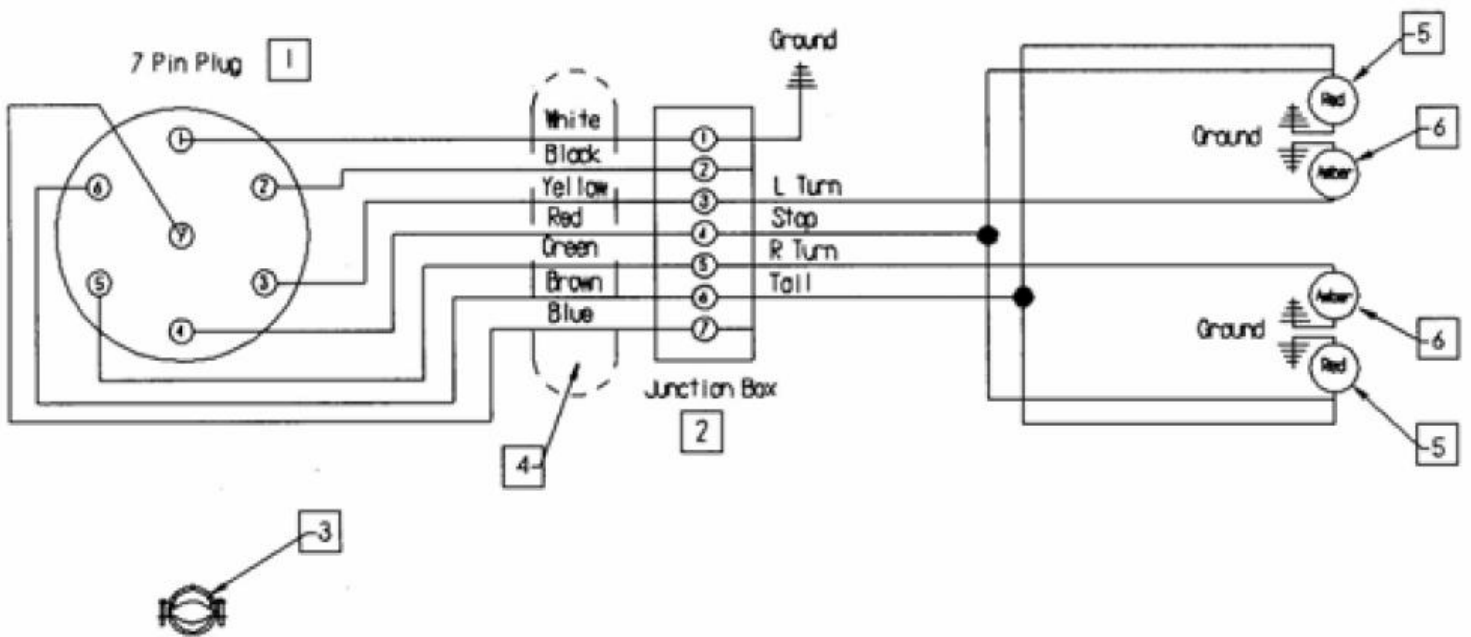 7 Pin Plug
1
1
2
3
4
5
6
7
White
Black
Yellow
Red
Green
Brown
Blue
4
1
2
3
4
5
6
7
Junction Box
2
Ground
L Turn
Stop
R Turn
Tail
Ground
Red
5
Amber
6
Ground
Amber
6
Red
5
3